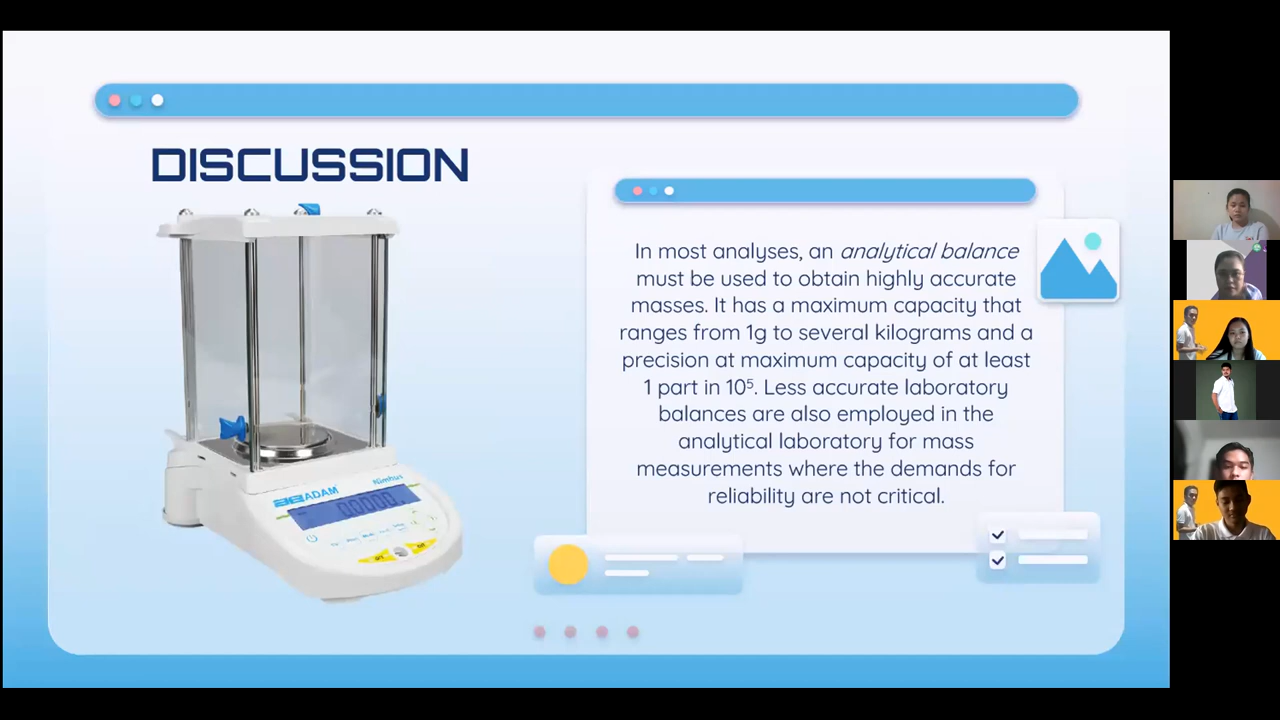 DISCUSSION
In most analyses, an analytical balance
must be used to obtain highly accurate
masses. It has a maximum capacity that
ranges from 1g to several kilograms and a
precision at maximum capacity of at least
1 part in 10⁵. Less accurate laboratory
balances are also employed in the
analytical laboratory for mass
measurements where the demands for
reliability are not critical.
ADAM
Nimbus